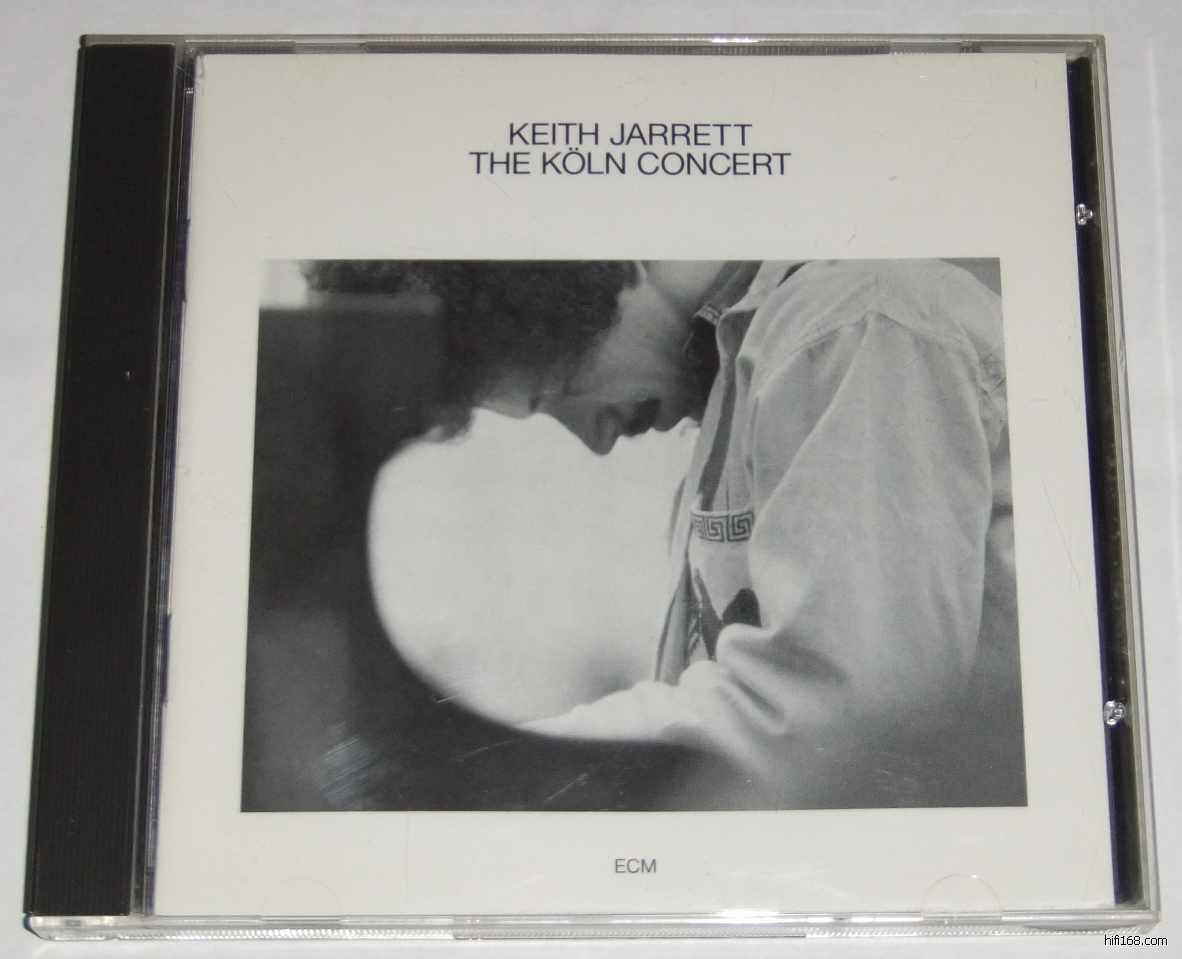 KEITH JARRETT
THE KÖLN CONCERT
ECM
hifi168.com